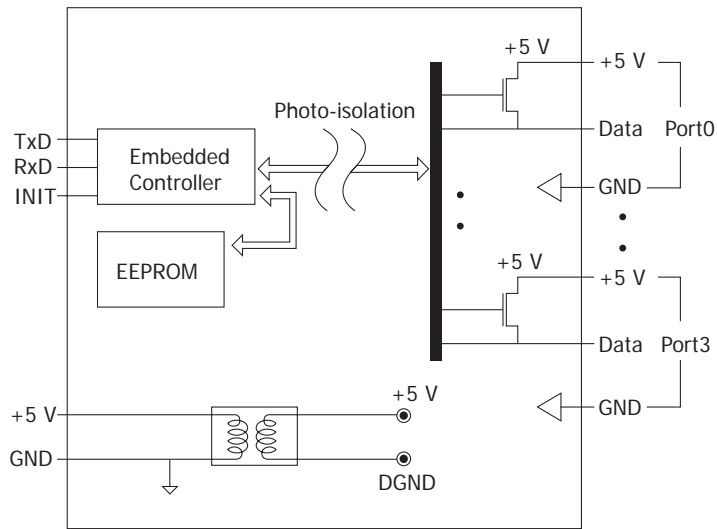 +5 V
+5 V
Photo-isolation
TxD
RxD
INIT
Embedded
Controller
Data
Port0
GND
EEPROM
+5 V
+5 V
Data
Port3
+5 V
+5 V
GND
GND
DGND